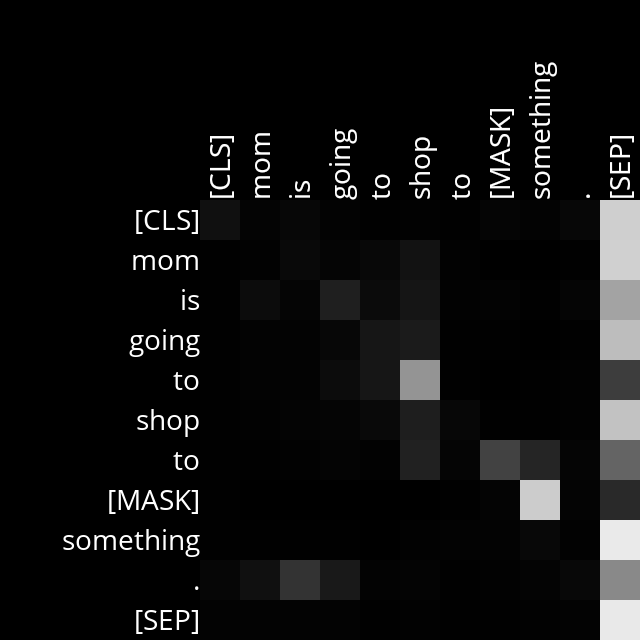 [CLS] mom is going to shop to [MASK] something . [SEP]
[CLS]
mom
is
going
to
shop
to
[MASK]
something
.
[SEP]